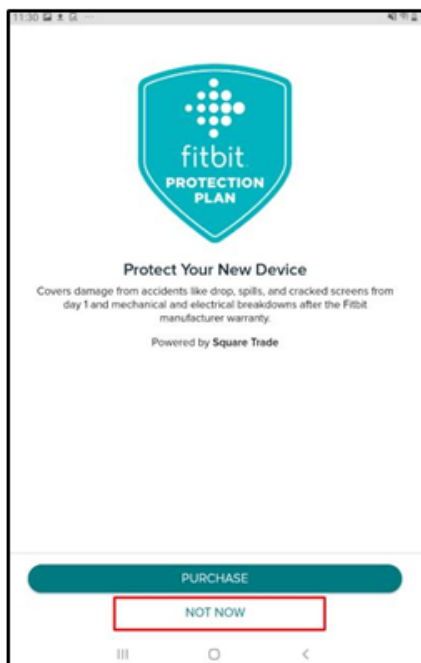 11:30
fitbit
PROTECTION
PLAN
Protect Your New Device
Covers damage from accidents like drop, spills, and cracked screens from
day 1 and mechanical and electrical breakdowns after the Fitbit
manufacturer warranty.
Powered by Square Trade
PURCHASE
NOT NOW